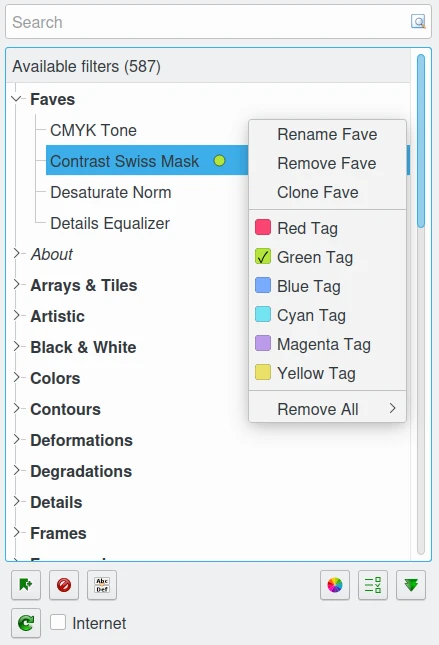 Search
Available filters (587)
Faves
CMYK Tone
Contrast Swiss Mask
Desaturate Norm
Details Equalizer
About
Arrays & Tiles
Artistic
Black & White
Colors
Contours
Deformations
Degradations
Details
Frames
Rename Fave
Remove Fave
Clone Fave
Red Tag
Green Tag
Blue Tag
Cyan Tag
Magenta Tag
Yellow Tag
Remove All
Abc
Def
Internet